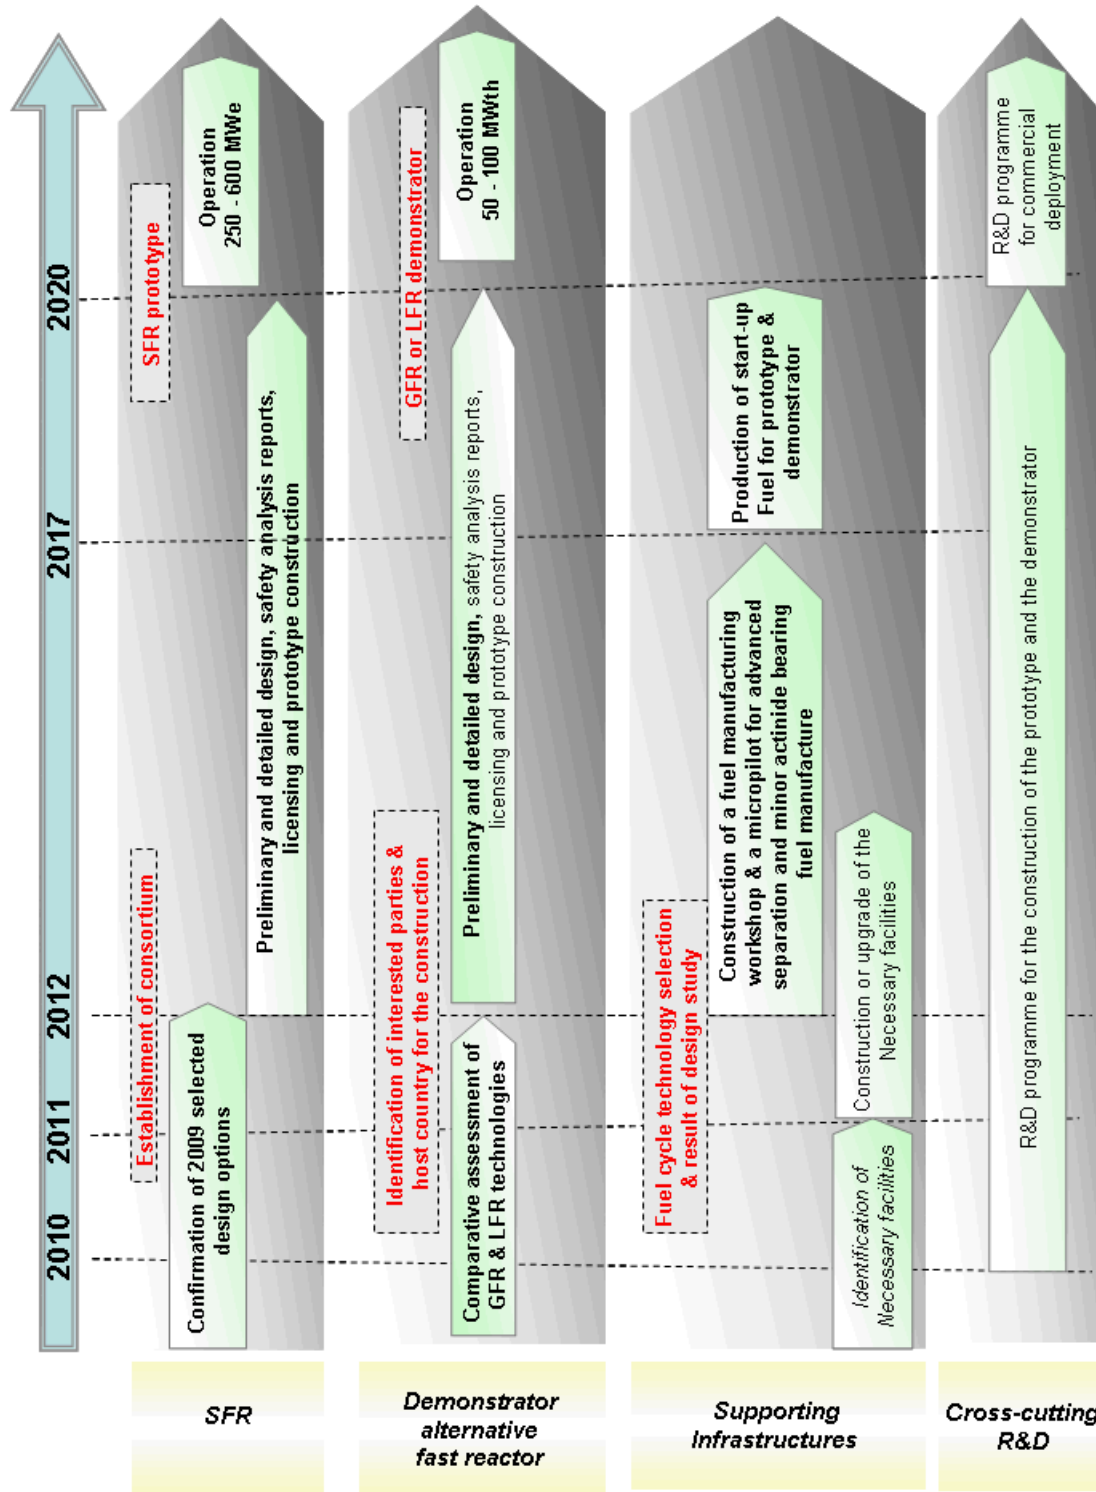 2010
2011
2012
2017
2020
SFR
Establishment of consortium
SFR prototype
Confirmation of 2009 selected
design options
Operation
250 - 600 MWe
Preliminary and detailed design, safety analysis reports,
licensing and prototype construction
Demonstrator
alternative
fast reactor
Identification of interested parties &
host country for the construction
GFR or LFR demonstrator
Comparative assessment of
GFR & LFR technologies
Preliminary and detailed design, safety analysis reports,
licensing and prototype construction
Operation
50 - 100 MWth
Supporting
Infrastructures
Fuel cycle technology selection
& result of design study
Construction of a fuel manufacturing
workshop & a micropilot for advanced
separation and minor actinide bearing
fuel manufacture
Production of start-up
Fuel for prototype &
demonstrator
Identification of
Necessary facilities
Construction or upgrade of the
Necessary facilities
Cross-cutting
R&D
R&D programme for the construction of the prototype and the demonstrator
R&D programme
for commercial
deployment